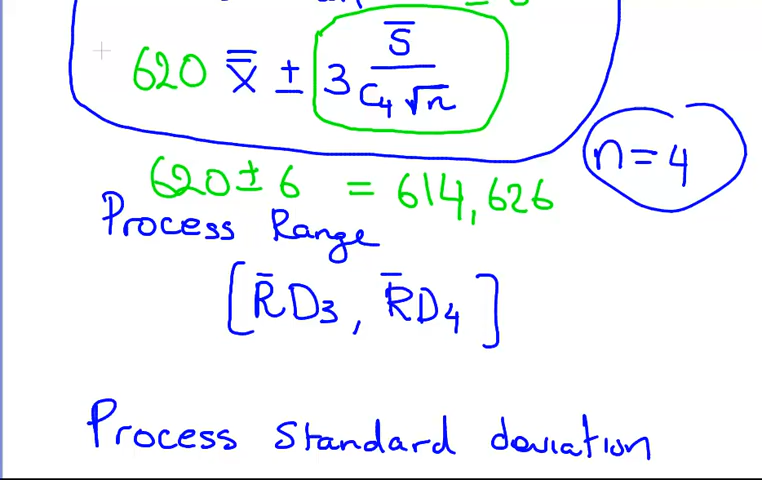 620 X̿ ± 3 S̄ / C4 √n
n = 4
620 ± 6 = 614, 626
Process Range
[R̄D3, R̄D4]
Process standard deviation